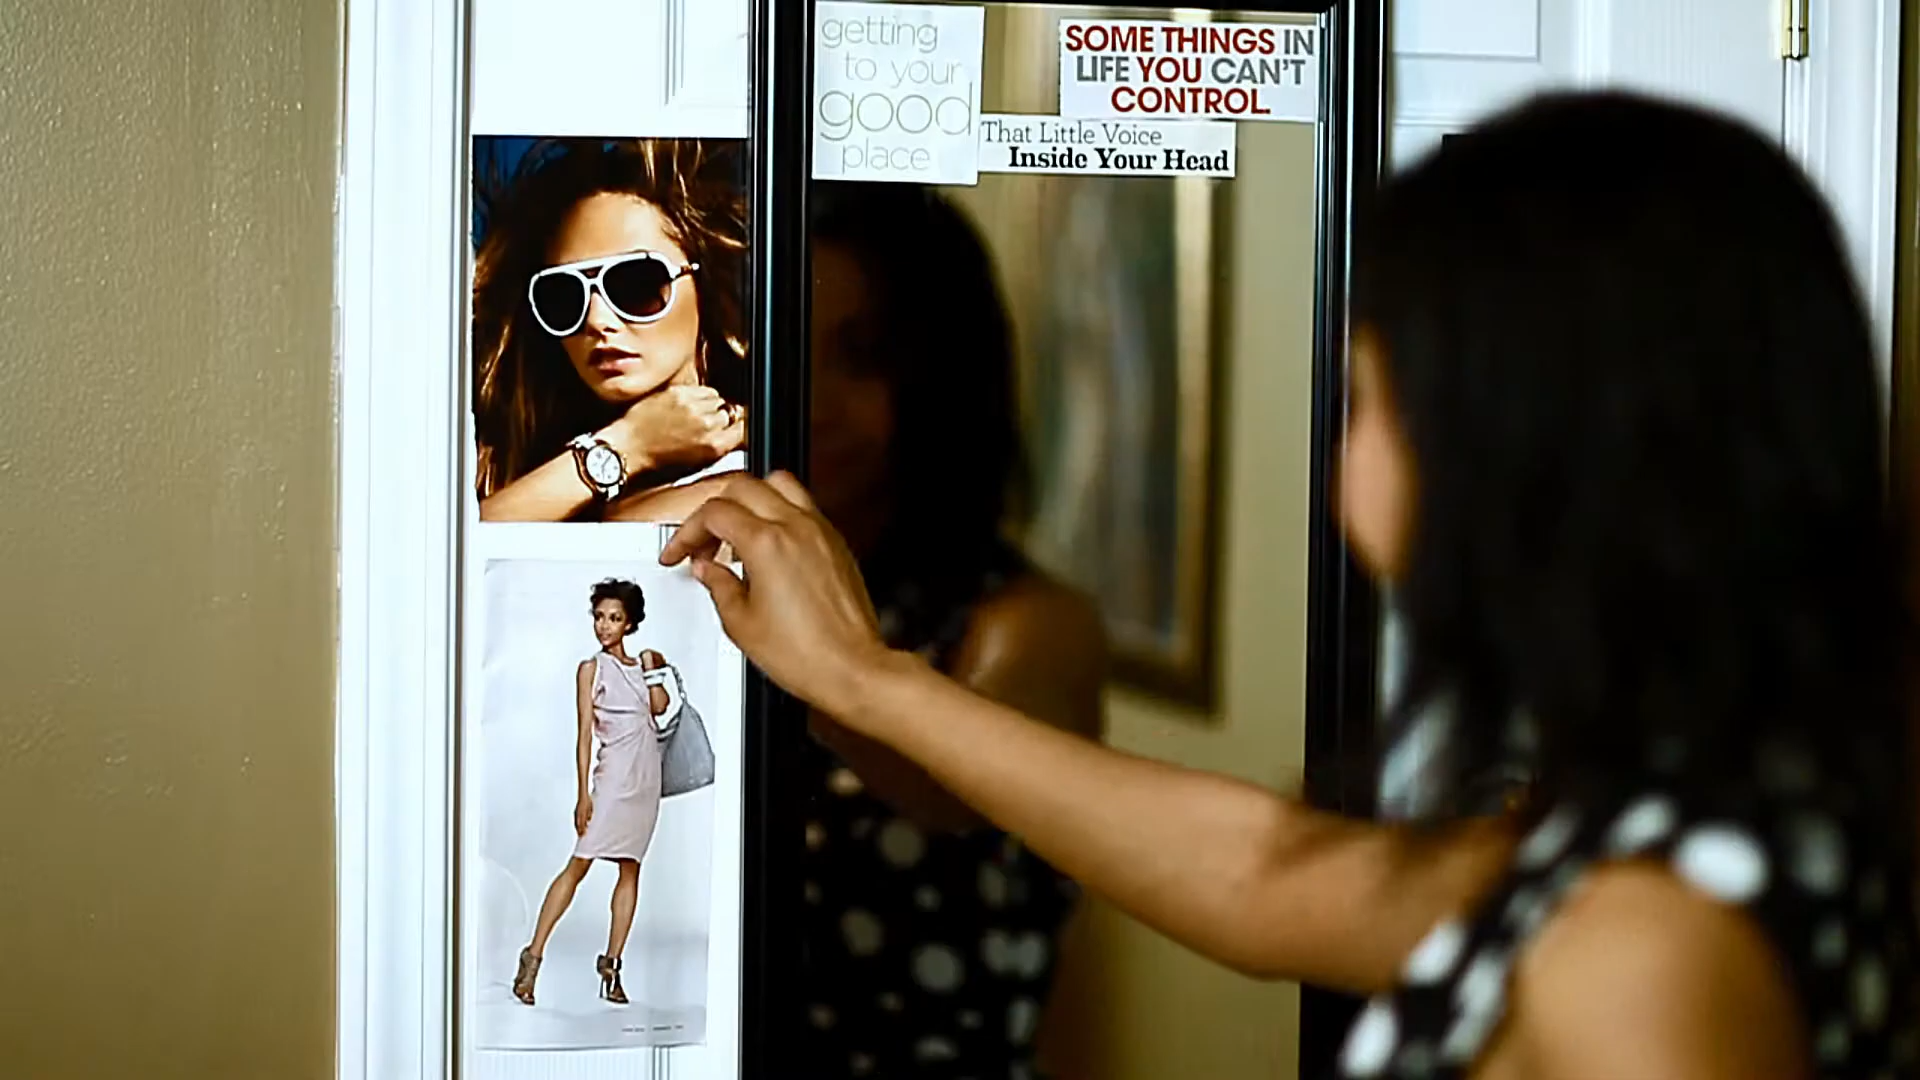 getting
to your
good
place
SOME THINGS IN
LIFE YOU CAN'T
CONTROL.
That Little Voice
Inside Your Head